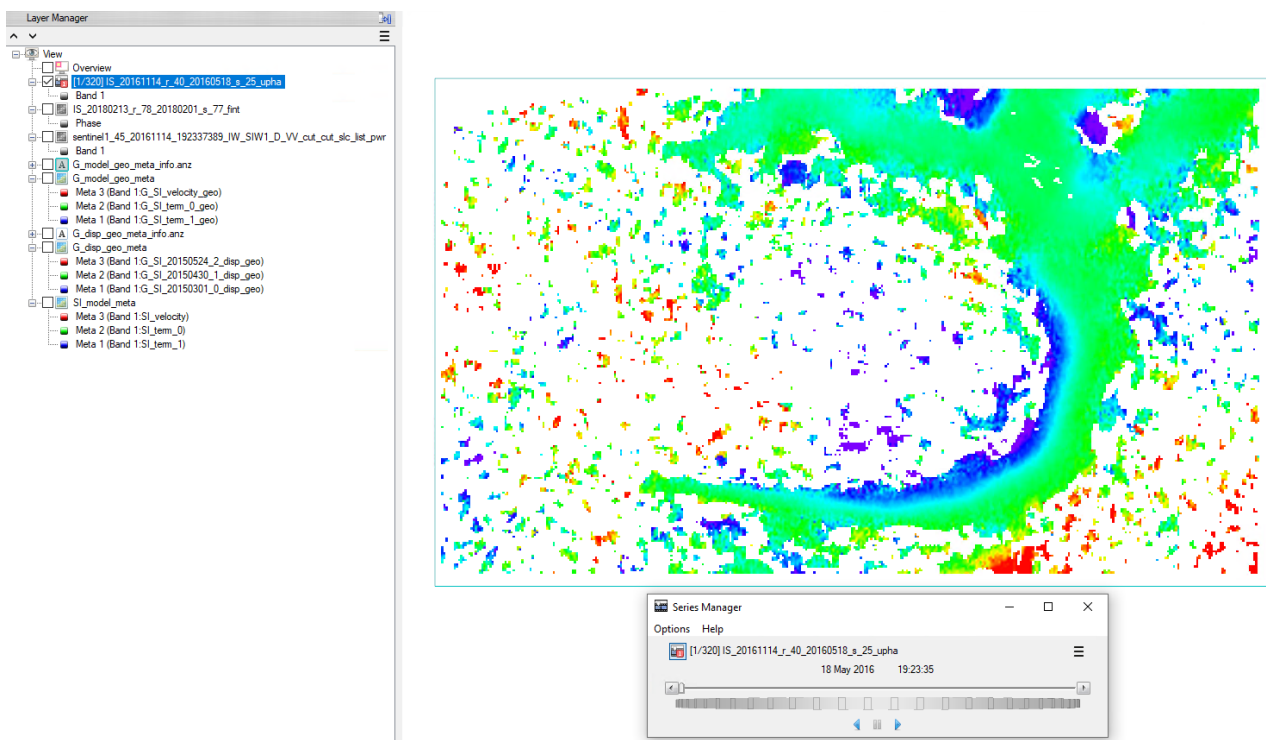 Layer Manager
View
Overview
[1/320] IS_20161114_r_40_20160518_s_25_upha
Band 1
IS_20180213_r_78_20180201_s_77_fint
Phase
sentinel1_45_20161114_192337389_IW_SIW1_D_VV_cut_cut_slc_list_pwr
Band 1
G_model_geo_meta_info.anz
G_model_geo_meta
Meta 3 (Band 1:G_SI_velocity_geo)
Meta 2 (Band 1:G_SI_term_0_geo)
Meta 1 (Band 1:G_SI_term_1_geo)
G_disp_geo_meta_info.anz
G_disp_geo_meta
Meta 3 (Band 1:G_SI_20150524_2_disp_geo)
Meta 2 (Band 1:G_SI_20150430_1_disp_geo)
Meta 1 (Band 1:G_SI_20150301_0_disp_geo)
SI_model_meta
Meta 3 (Band 1:SI_velocity)
Meta 2 (Band 1:SI_term_0)
Meta 1 (Band 1:SI_term_1)
Series Manager
Options Help
[1/320] IS_20161114_r_40_20160518_s_25_upha
18 May 2016 19:23:35